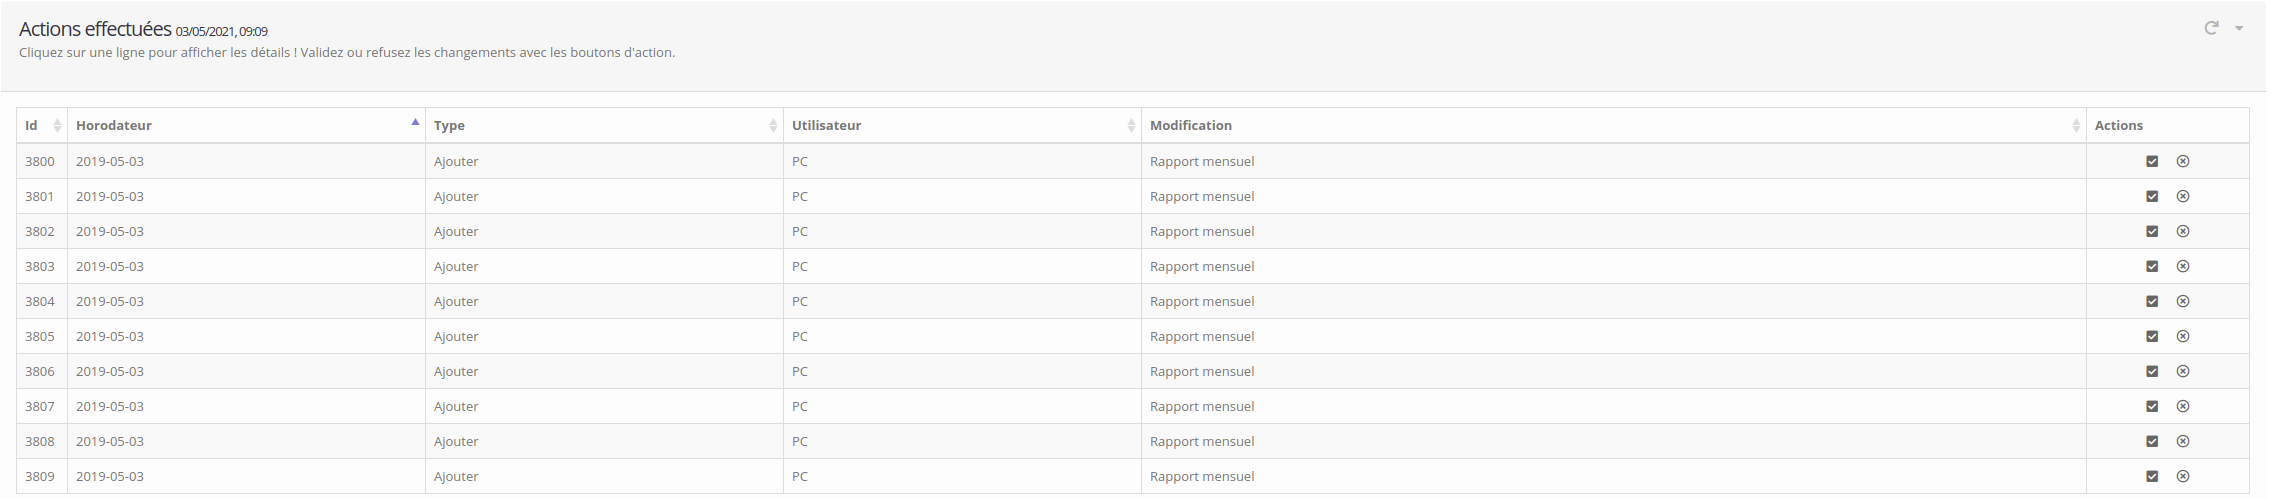 Actions effectuées 03/05/2021, 09:09
Cliquez sur une ligne pour afficher les détails ! Validez ou refusez les changements avec les boutons d'action.
Id Horodateur Type Utilisateur Modification Actions
3800 2019-05-03 Ajouter PC Rapport mensuel
3801 2019-05-03 Ajouter PC Rapport mensuel
3802 2019-05-03 Ajouter PC Rapport mensuel
3803 2019-05-03 Ajouter PC Rapport mensuel
3804 2019-05-03 Ajouter PC Rapport mensuel
3805 2019-05-03 Ajouter PC Rapport mensuel
3806 2019-05-03 Ajouter PC Rapport mensuel
3807 2019-05-03 Ajouter PC Rapport mensuel
3808 2019-05-03 Ajouter PC Rapport mensuel
3809 2019-05-03 Ajouter PC Rapport mensuel